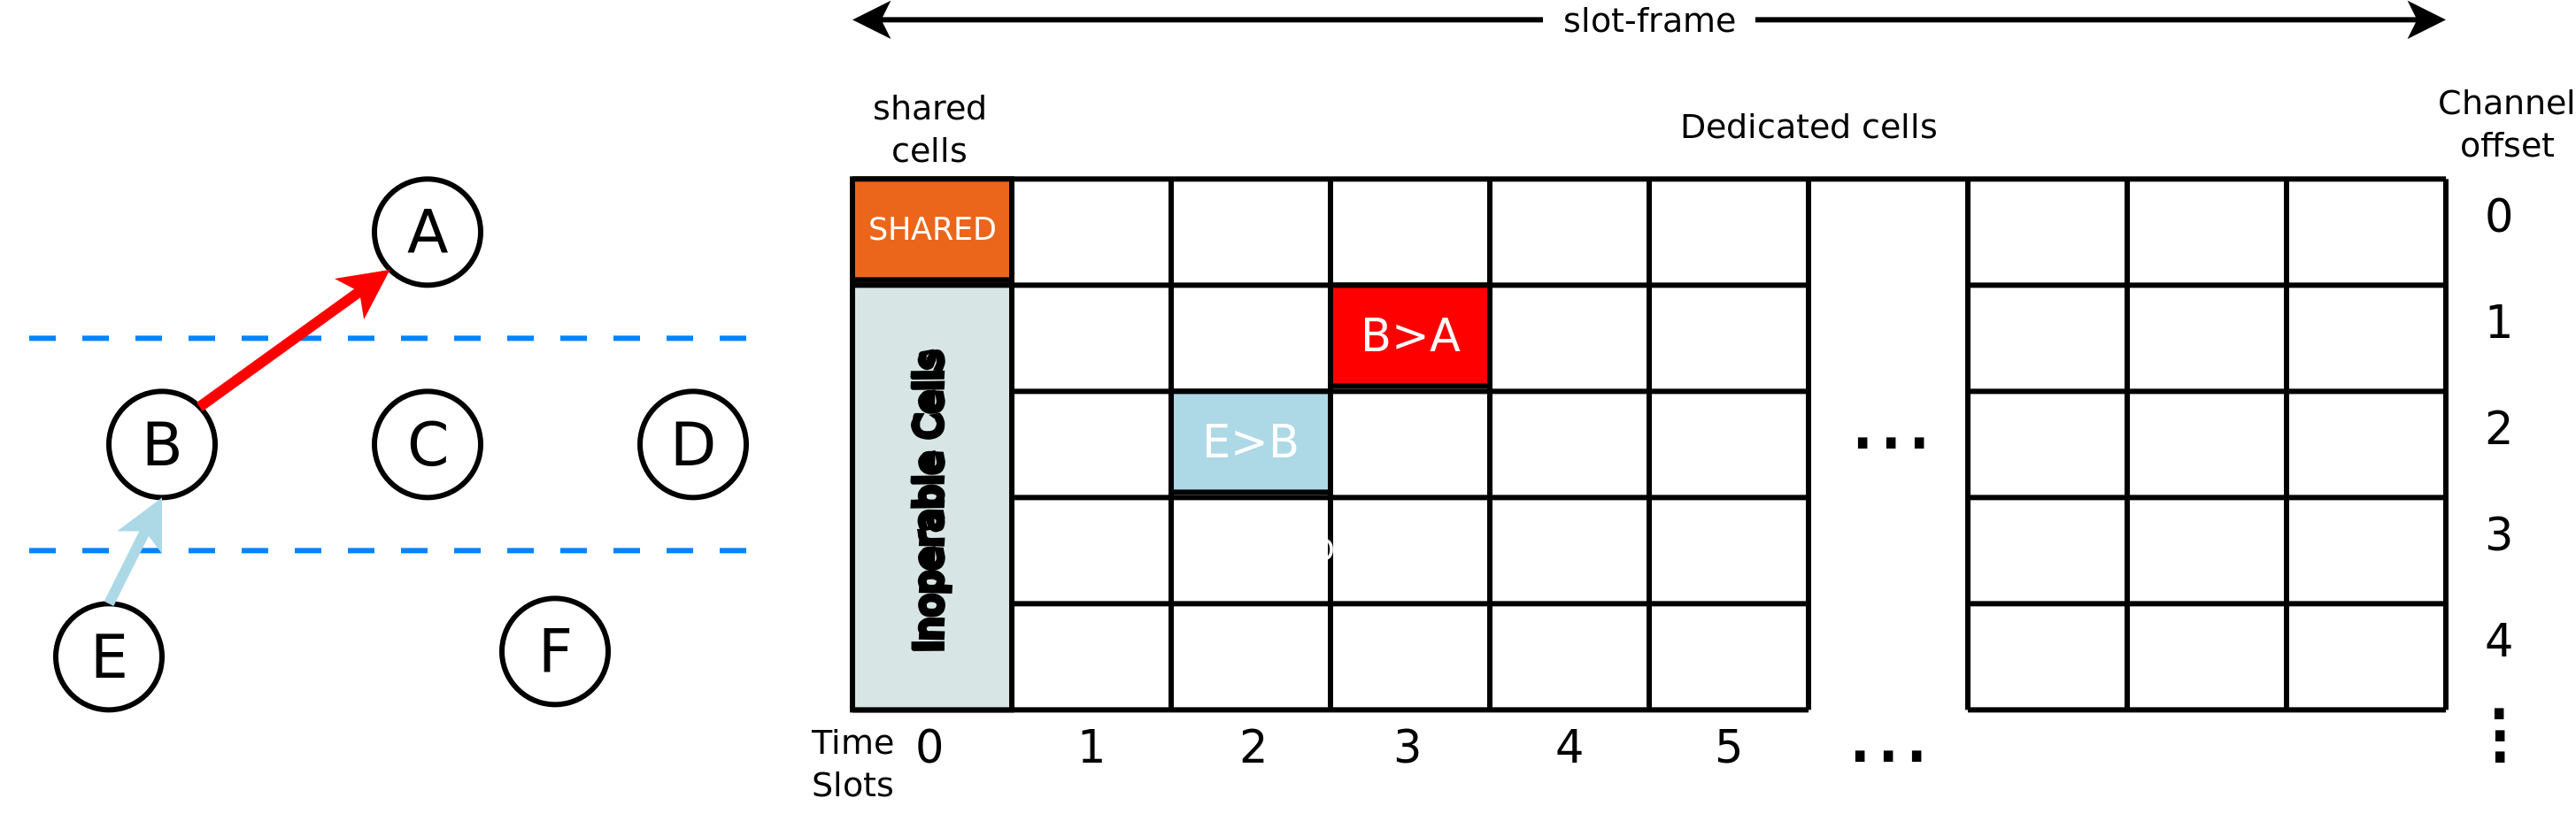 slot-frame
shared
cells
Dedicated cells
Channel
offset
A
B
C
D
E
F
SHARED
Inoperable Cells
B>A
E>B
...
0
1
2
3
4
Time
Slots
0
1
2
3
4
5
...